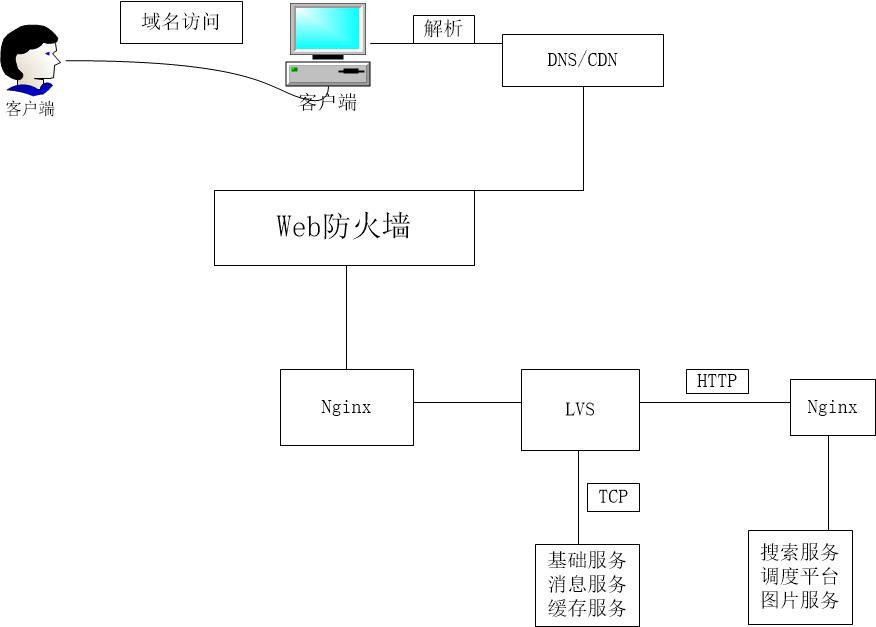 域名访问
解析
DNS/CDN
客户端
客户端
Web防火墙
Nginx
LVS
HTTP
Nginx
TCP
基础服务
消息服务
缓存服务
搜索服务
调度平台
图片服务